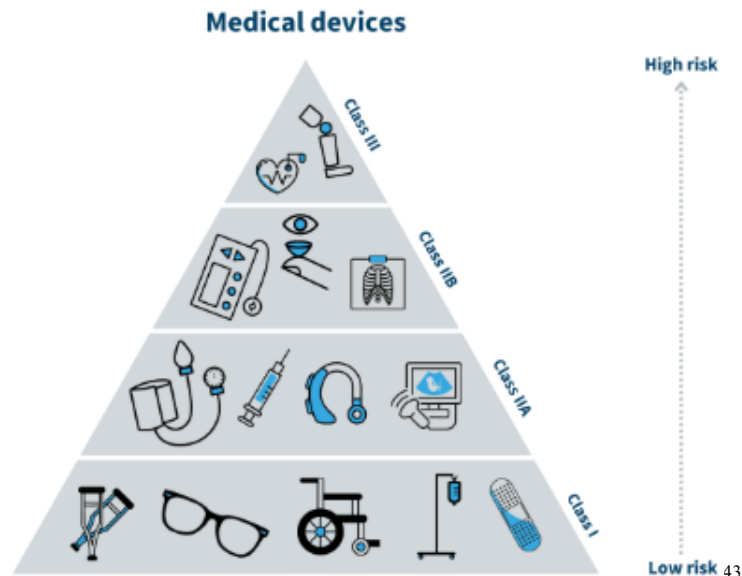 Medical devices
High risk
Class III
Class IIB
Class IIA
Class I
Low risk 43